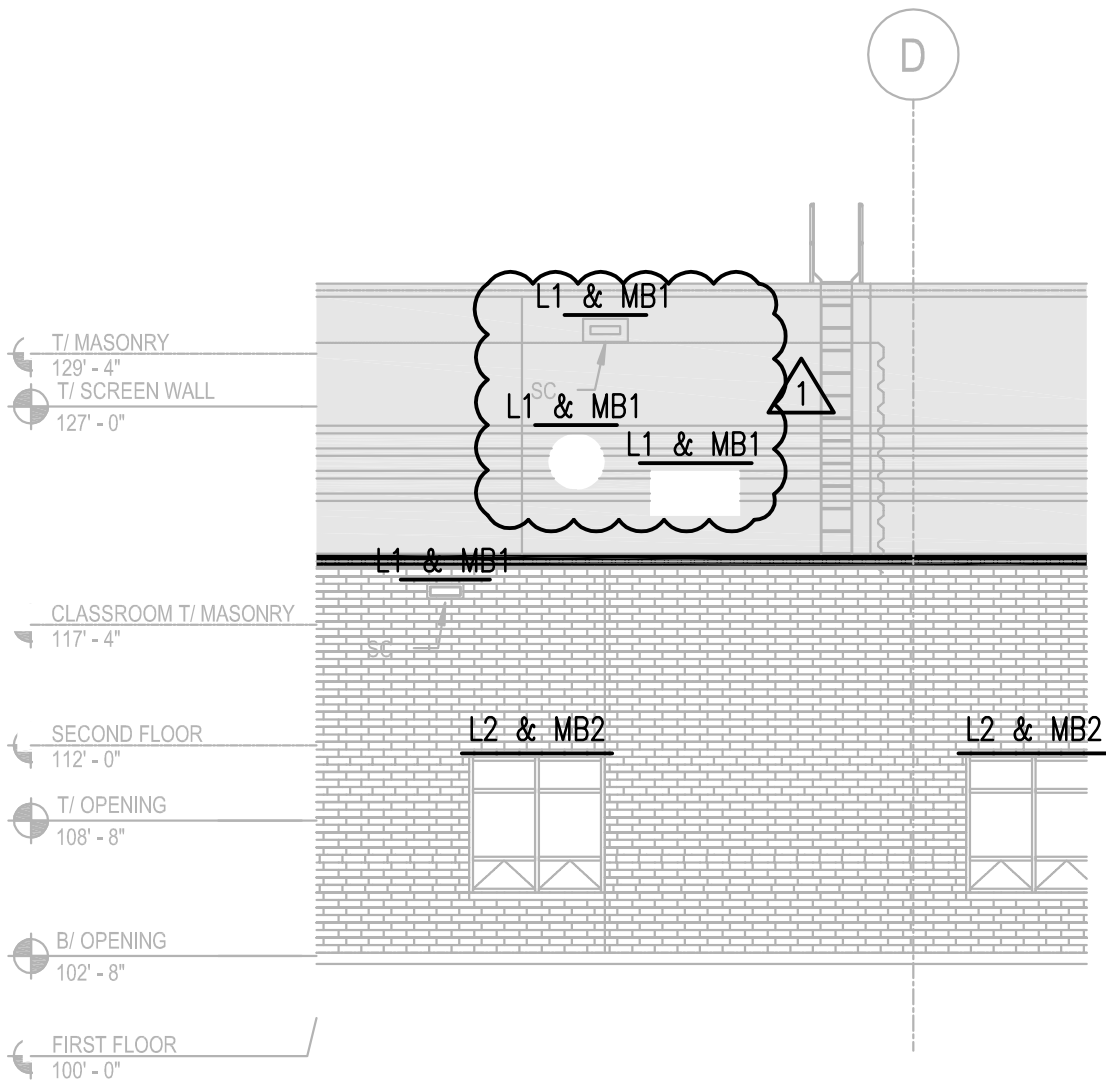 D
L1 & MB1
T/ MASONRY
129' - 4"
T/ SCREEN WALL
127' - 0"
SC
1
L1 & MB1
L1 & MB1
L1 & MB1
CLASSROOM T/ MASONRY
117' - 4"
SC
SECOND FLOOR
112' - 0"
L2 & MB2
L2 & MB2
T/ OPENING
108' - 8"
B/ OPENING
102' - 8"
FIRST FLOOR
100' - 0"